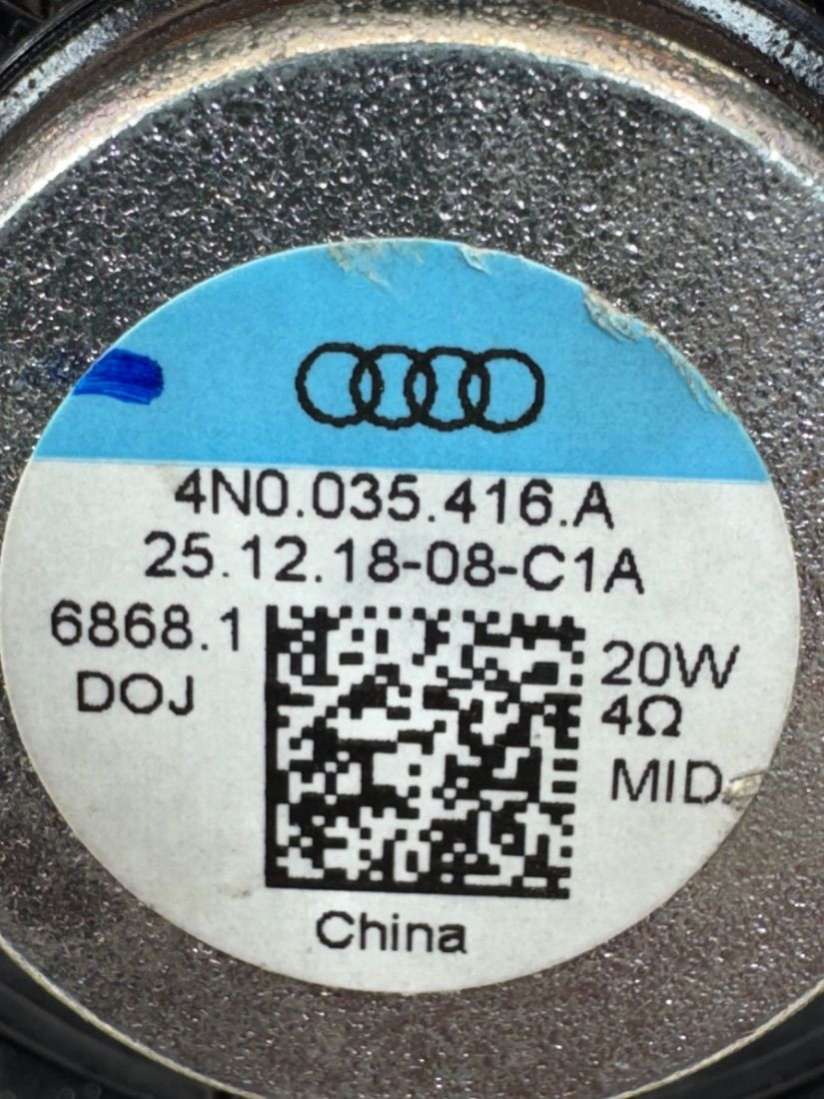 4N0.035.416.A
25.12.18-08-C1A
6868.1
DOJ
20W
4Ω
MID
China